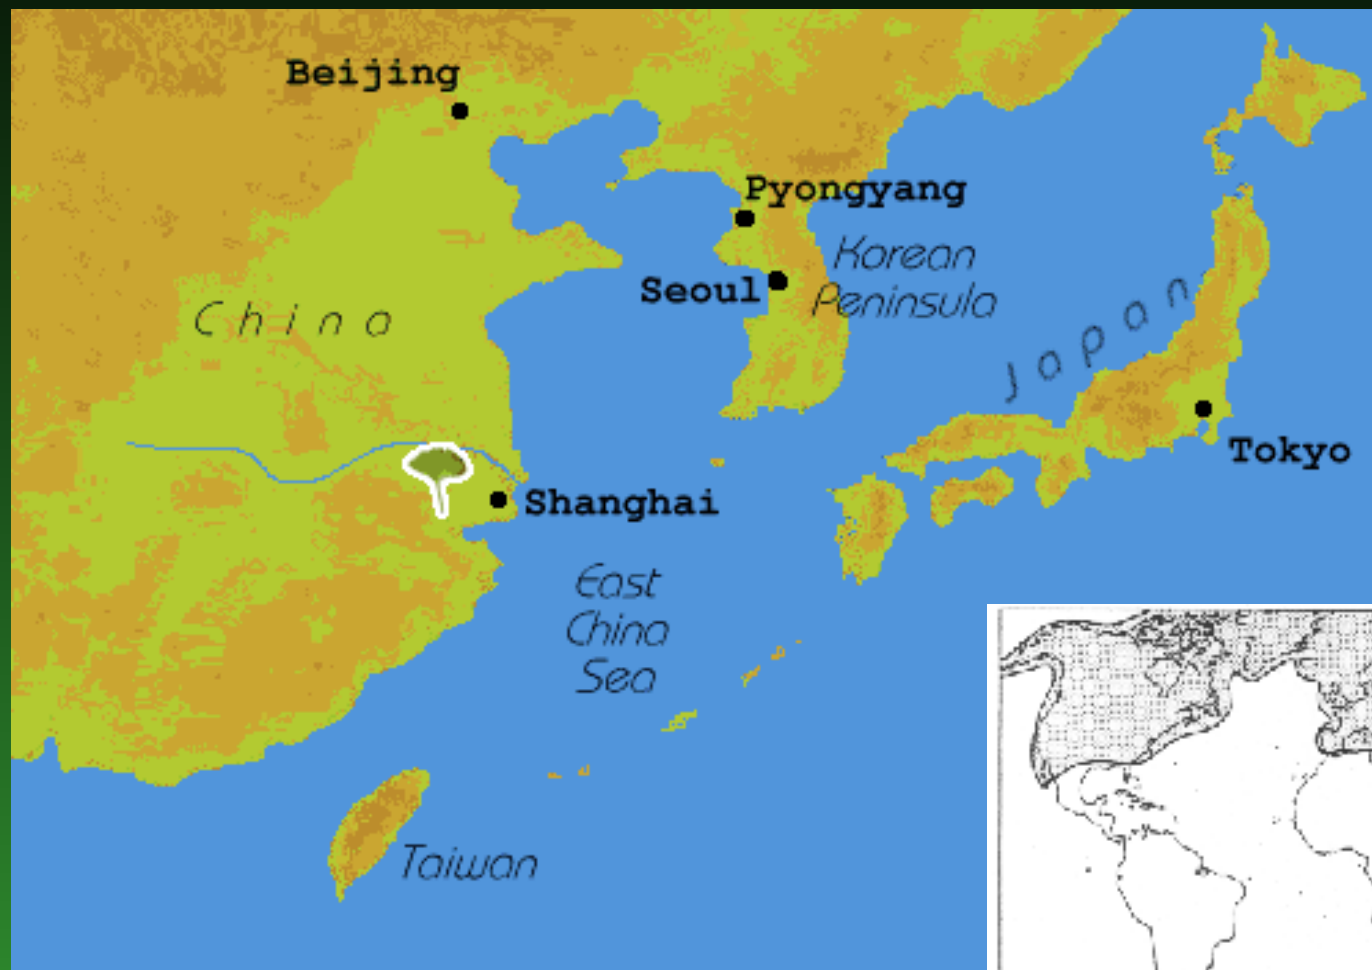 Beijing
Pyongyang
Korean
Peninsula
Seoul
China
Japan
Tokyo
Shanghai
East
China
Sea
Taiwan